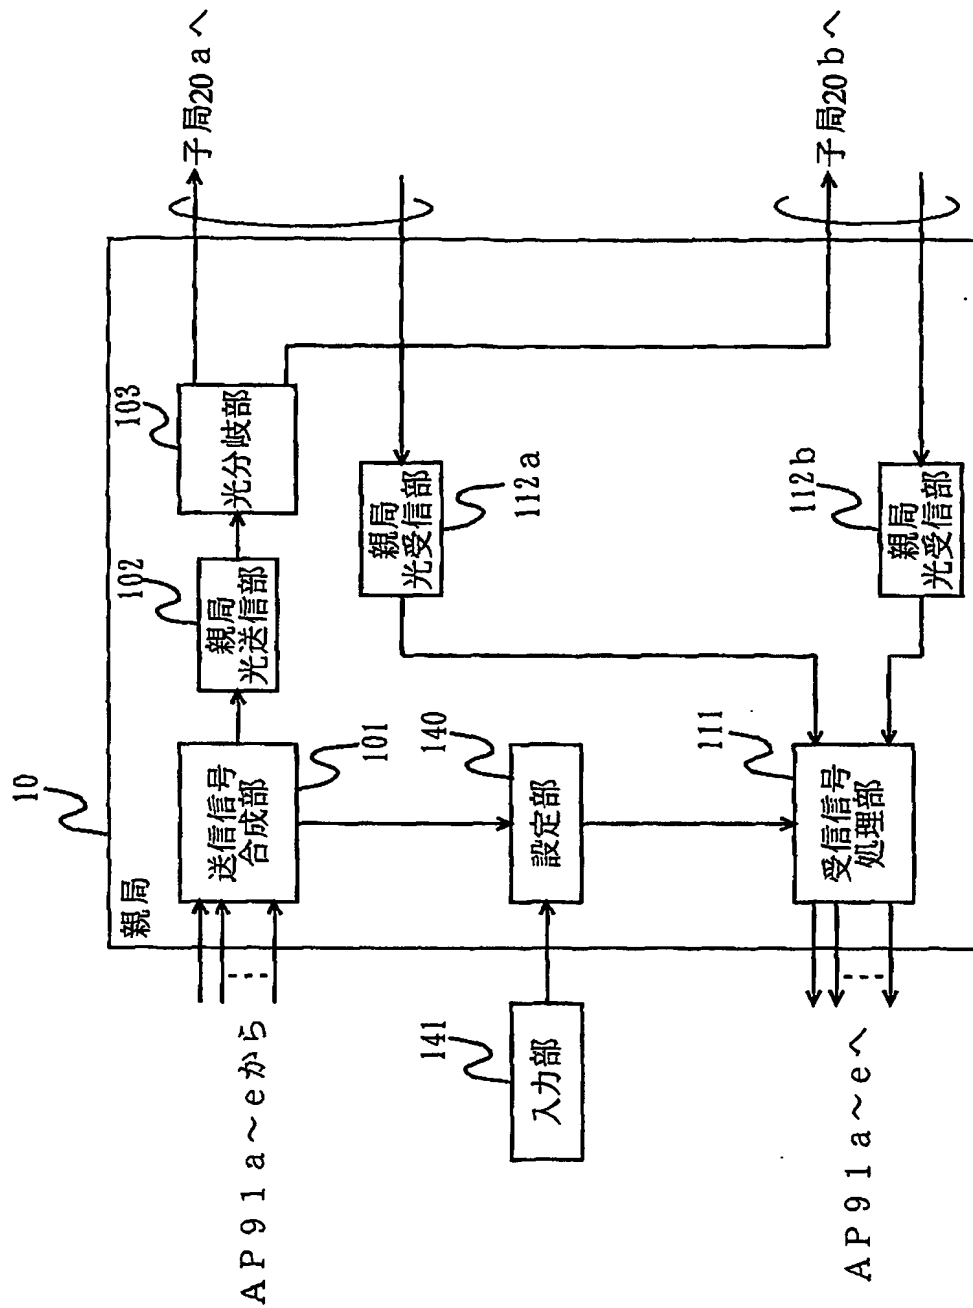 10
親局
AP91a～eから
送信信号
合成部
101
親局
光送信部
102
光分岐部
103
子局20aへ
入力部
141
設定部
140
親局
光受信部
112a
AP91a～eへ
受信信号
処理部
111
親局
光受信部
112b
子局20bへ